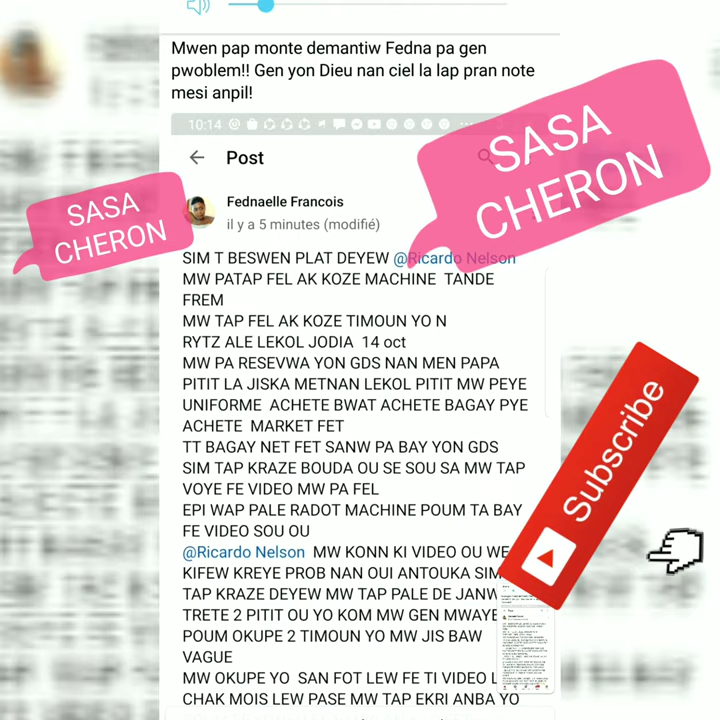 Mwen pap monte demantiw Fedna pa gen
pwoblem!! Gen yon Dieu nan ciel la lap pran note
mesi anpil!
10:14
Post
SASA
CHERON
SASA
CHERON
Fednaelle Francois
il y a 5 minutes (modifié)
SIM T BESWEN PLAT DEYEW @Ricardo Nelson
MW PATAP FEL AK KOZE MACHINE TANDE
FREM
MW TAP FEL AK KOZE TIMOUN YO N
RYTZ ALE LEKOL JODIA 14 oct
MW PA RESEVWA YON GDS NAN MEN PAPA
PITIT LA JISKA METNAN LEKOL PITIT MW PEYE
UNIFORME ACHETE BWAT ACHETE BAGAY PYE
ACHETE MARKET FET
TT BAGAY NET FET SANW PA BAY YON GDS
SIM TAP KRAZE BOUDA OU SE SOU SA MW TAP
VOYE FE VIDEO MW PA FEL
EPI WAP PALE RADOT MACHINE POUM TA BAY
FE VIDEO SOU OU
@Ricardo Nelson MW KONN KI VIDEO OU WE
KIFEW KREYE PROB NAN OUI ANTOUKA SIM
TAP KRAZE DEYEW MW TAP PALE DE JANW
TRETE 2 PITIT OU YO KOM MW GEN MWAYE
POUM OKUPE 2 TIMOUN YO MW JIS BAW
VAGUE
MW OKUPE YO SAN FOT LEW FE TI VIDEO L
CHAK MOIS LEW PASE MW TAP EKRI ANBA YO
Subscribe